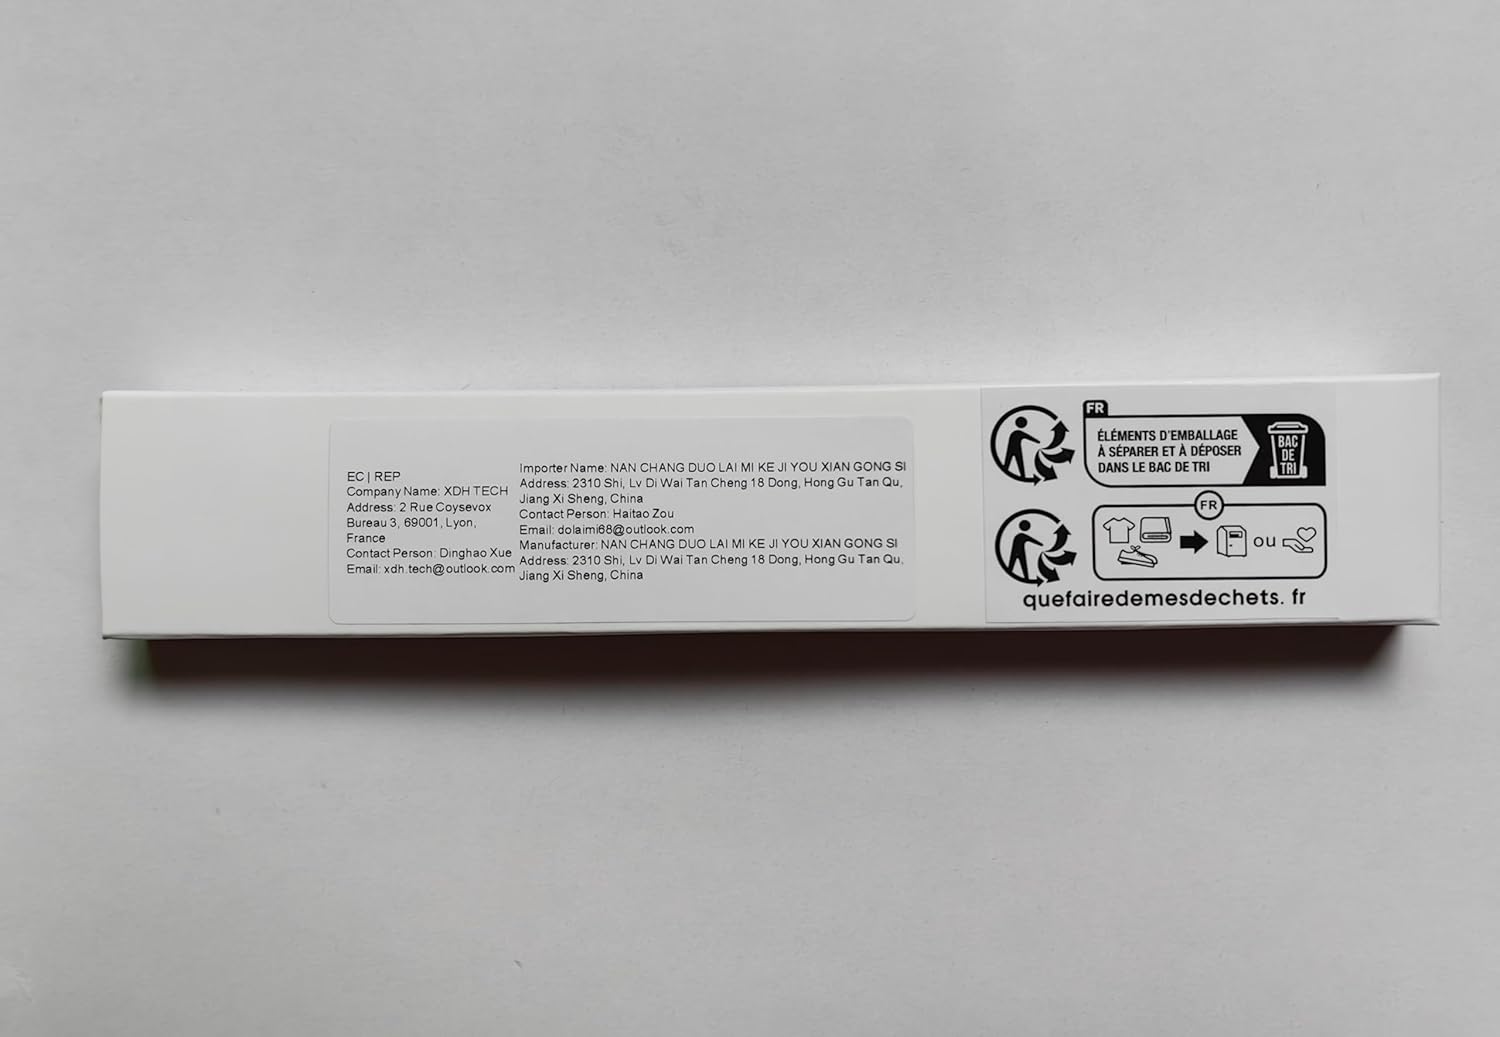 EC | REP
Company Name: XDH TECH
Address: 2 Rue Coysevox
Bureau 3, 69001, Lyon,
France
Contact Person: Dinghao Xue
Email: xdh.tech@outlook.com
Importer Name: NAN CHANG DUO LAI MI KE JI YOU XIAN GONG SI
Address: 2310 Shi, Lv Di Wai Tan Cheng 18 Dong, Hong Gu Tan Qu,
Jiang Xi Sheng, China
Contact Person: Haitao Zou
Email: dolaimi68@outlook.com
Manufacturer: NAN CHANG DUO LAI MI KE JI YOU XIAN GONG SI
Address: 2310 Shi, Lv Di Wai Tan Cheng 18 Dong, Hong Gu Tan Qu,
Jiang Xi Sheng, China
FR
ÉLÉMENTS D'EMBALLAGE
À SÉPARER ET À DÉPOSER
DANS LE BAC DE TRI
BAC
DE
TRI
FR
ou
quefairedemesdechets. fr